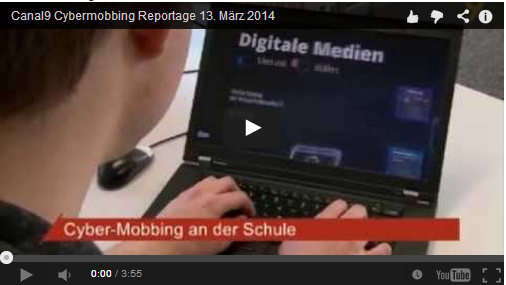 Canal9 Cybermobbing Reportage 13. März 2014
Digitale Medien
Cyber-Mobbing an der Schule
0:00 / 3:55
YouTube